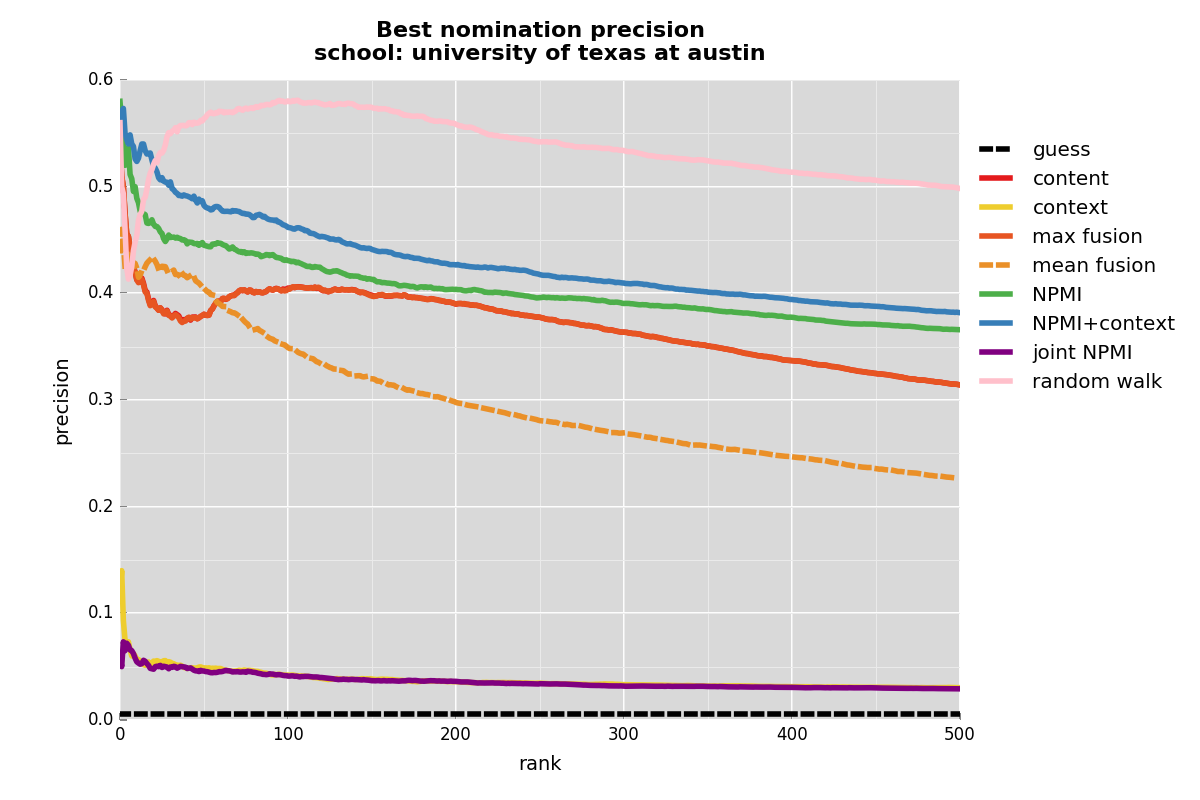 Best nomination precision
school: university of texas at austin
0.6
0.5
0.4
0.3
0.2
0.1
0.0
precision
0
100
200
300
400
500
rank
guess
content
context
max fusion
mean fusion
NPMI
NPMI+context
joint NPMI
random walk